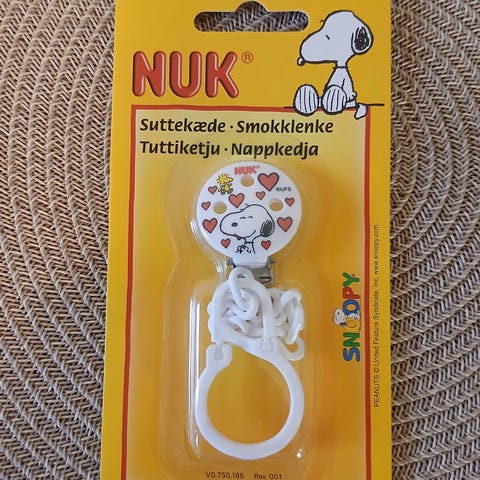 NUK®
Suttekæde · Smokklenke
Tuttiketju · Nappkedja
NUK
©UFS
SNOOPY
PEANUTS © United Feature Syndicate, Inc. www.snoopy.com
V0.750.195 Rev. 001